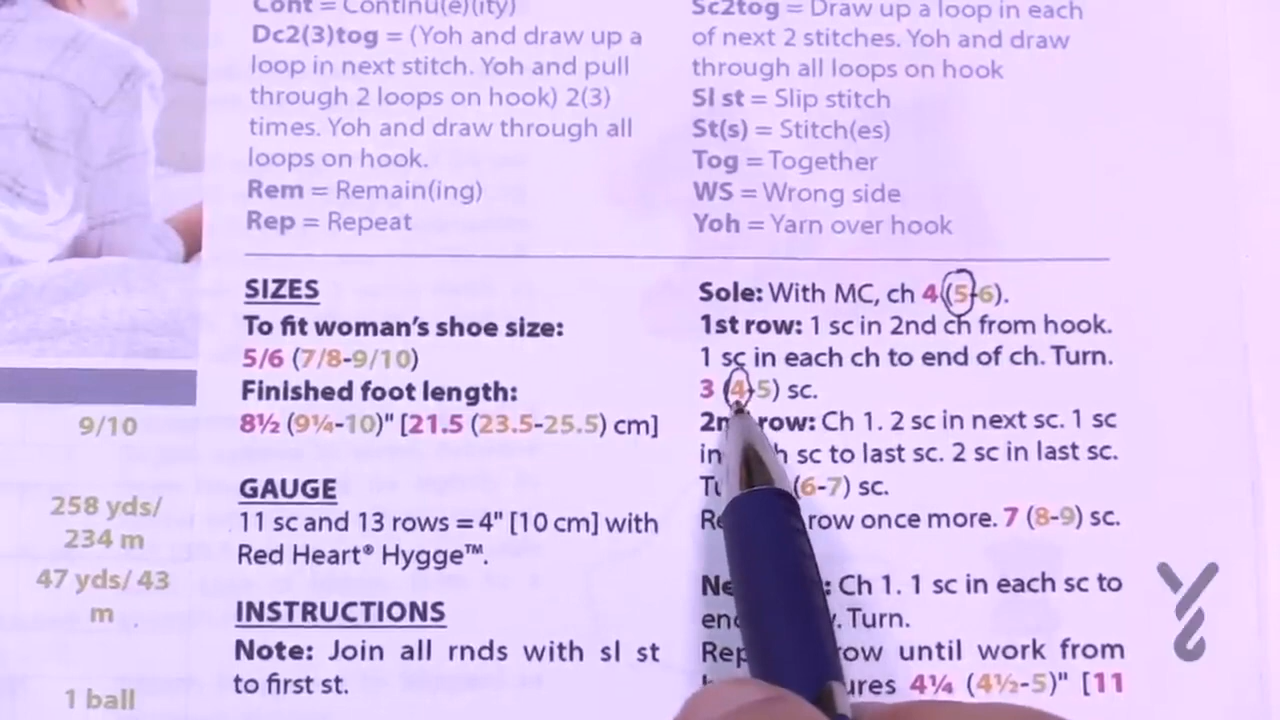 Cont = Continu(e)(ity)
Dc2(3)tog = (Yoh and draw up a
loop in next stitch. Yoh and pull
through 2 loops on hook) 2(3)
times. Yoh and draw through all
loops on hook.
Rem = Remain(ing)
Rep = Repeat
Sc2tog = Draw up a loop in each
of next 2 stitches. Yoh and draw
through all loops on hook
Sl st = Slip stitch
St(s) = Stitch(es)
Tog = Together
WS = Wrong side
Yoh = Yarn over hook
9/10
258 yds/
234 m
47 yds/ 43
m
1 ball
SIZES
To fit woman's shoe size:
5/6 (7/8-9/10)
Finished foot length:
8½ (9¼-10)" [21.5 (23.5-25.5) cm]
GAUGE
11 sc and 13 rows = 4" [10 cm] with
Red Heart® Hygge™.
INSTRUCTIONS
Note: Join all rnds with sl st
to first st.
Sole: With MC, ch 4 (5-6).
1st row: 1 sc in 2nd ch from hook.
1 sc in each ch to end of ch. Turn.
3 (4-5) sc.
row: Ch 1. 2 sc in next sc. 1 sc
in sc to last sc. 2 sc in last sc.
(6-7) sc.
row once more. 7 (8-9) sc.
Ch 1. 1 sc in each sc to
Turn.
row until work from
4¼ (4½-5)" [11